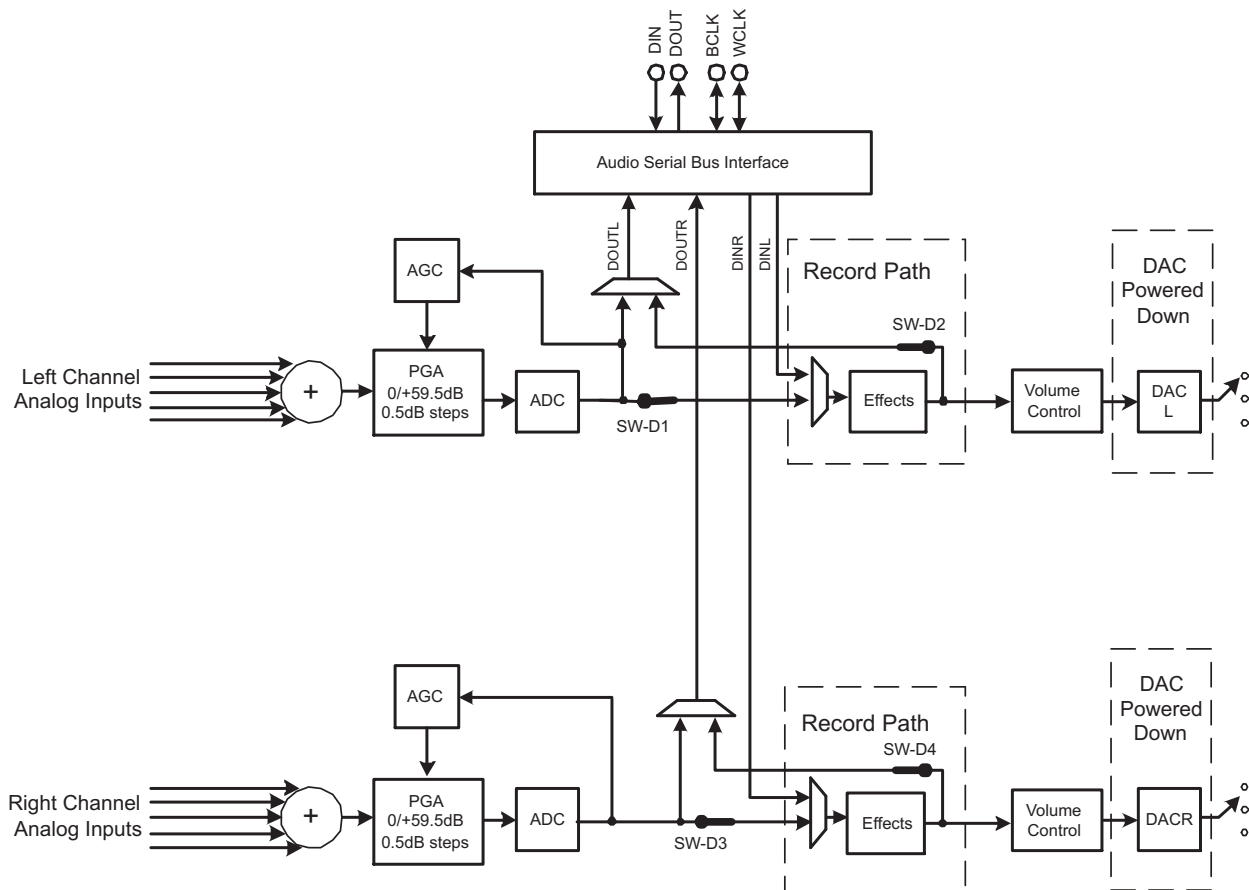 DIN
DOUT
BCLK
WCLK
Audio Serial Bus Interface
DOUTL
DOUTR
DINR
DINL
AGC
Record Path
DAC
Powered
Down
SW-D2
Left Channel
Analog Inputs
+
PGA
0/+59.5dB
0.5dB steps
ADC
SW-D1
Effects
Volume
Control
DAC
L
AGC
Record Path
DAC
Powered
Down
SW-D4
Right Channel
Analog Inputs
+
PGA
0/+59.5dB
0.5dB steps
ADC
SW-D3
Effects
Volume
Control
DACR